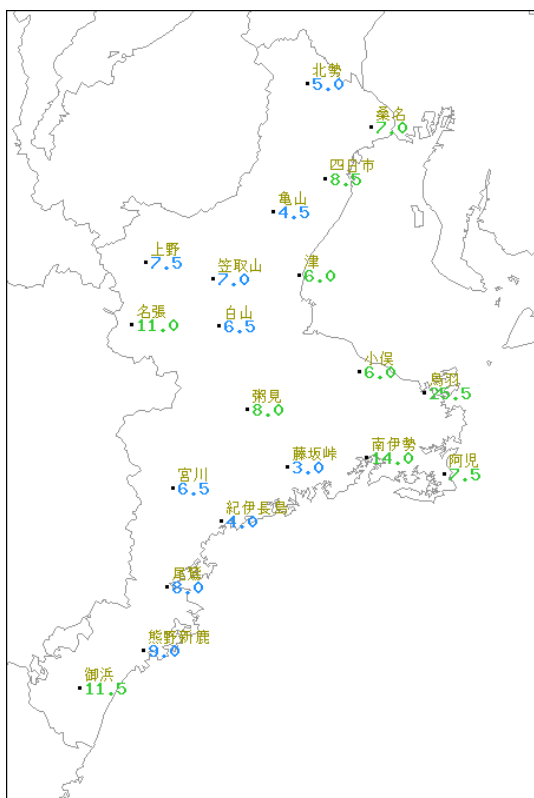 北勢
5.0
桑名
7.0
四日市
8.5
亀山
4.5
上野
7.5
笠取山
7.0
津
6.0
名張
11.0
白山
6.5
小俣
6.0
鳥羽
25.5
粥見
8.0
南伊勢
14.0
藤坂峠
3.0
阿児
7.5
宮川
6.5
紀伊長島
4.0
尾鷲
8.0
熊野新鹿
9.0
御浜
11.5